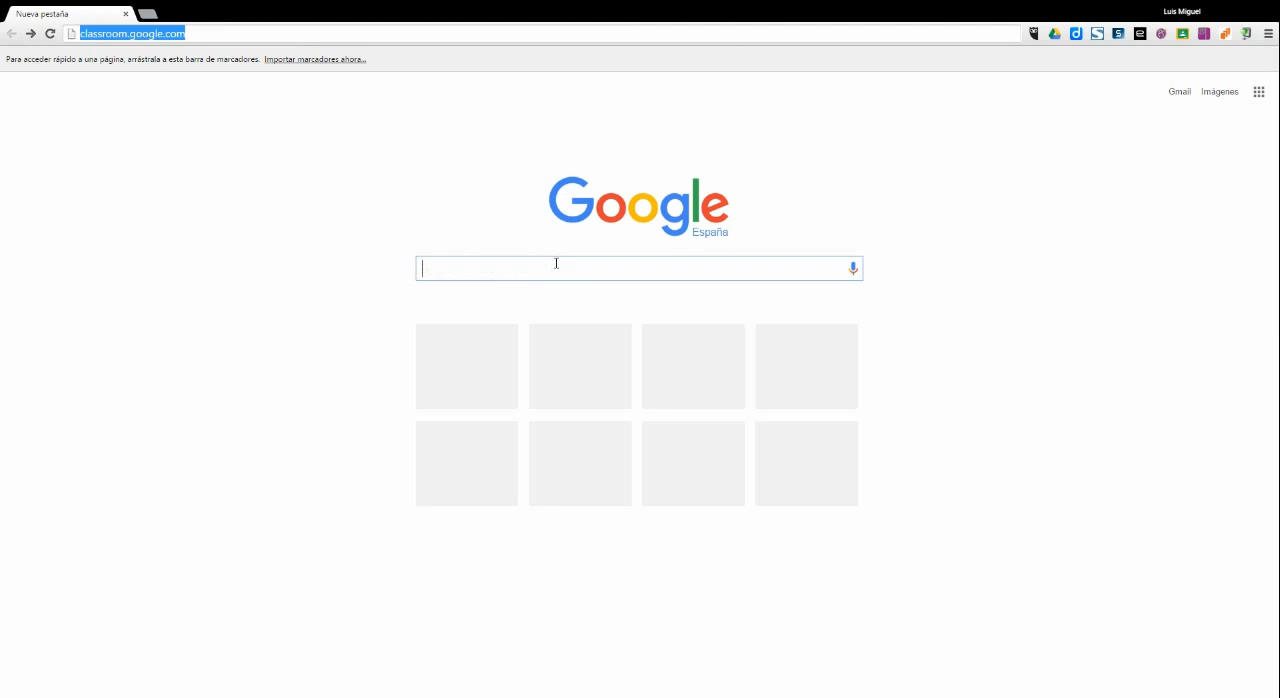 Nueva pestaña
Luis Miguel
classroom.google.com
Para acceder rápido a una página, arrástrala a esta barra de marcadores. Importar marcadores ahora...
Gmail Imágenes
Google
España